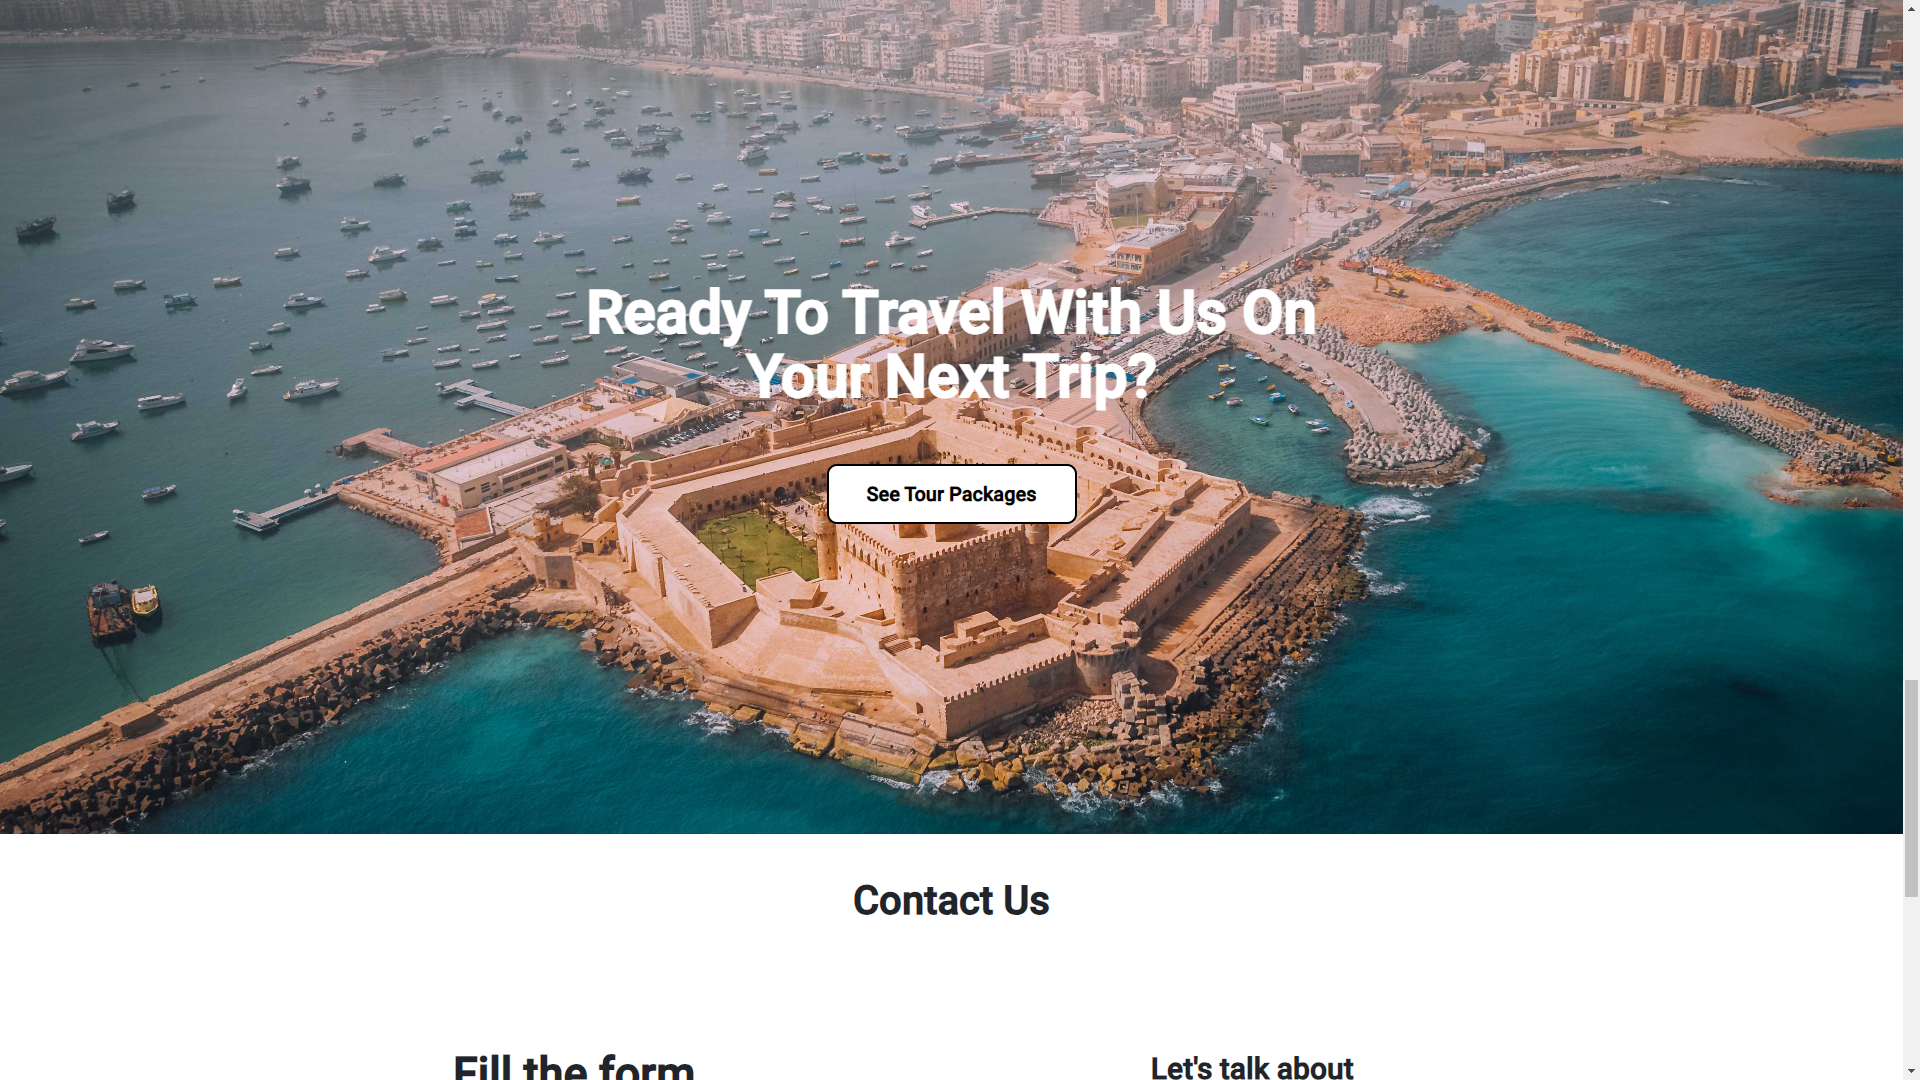 Ready To Travel With Us On
Your Next Trip?
See Tour Packages
Contact Us
Fill the form
Let's talk about